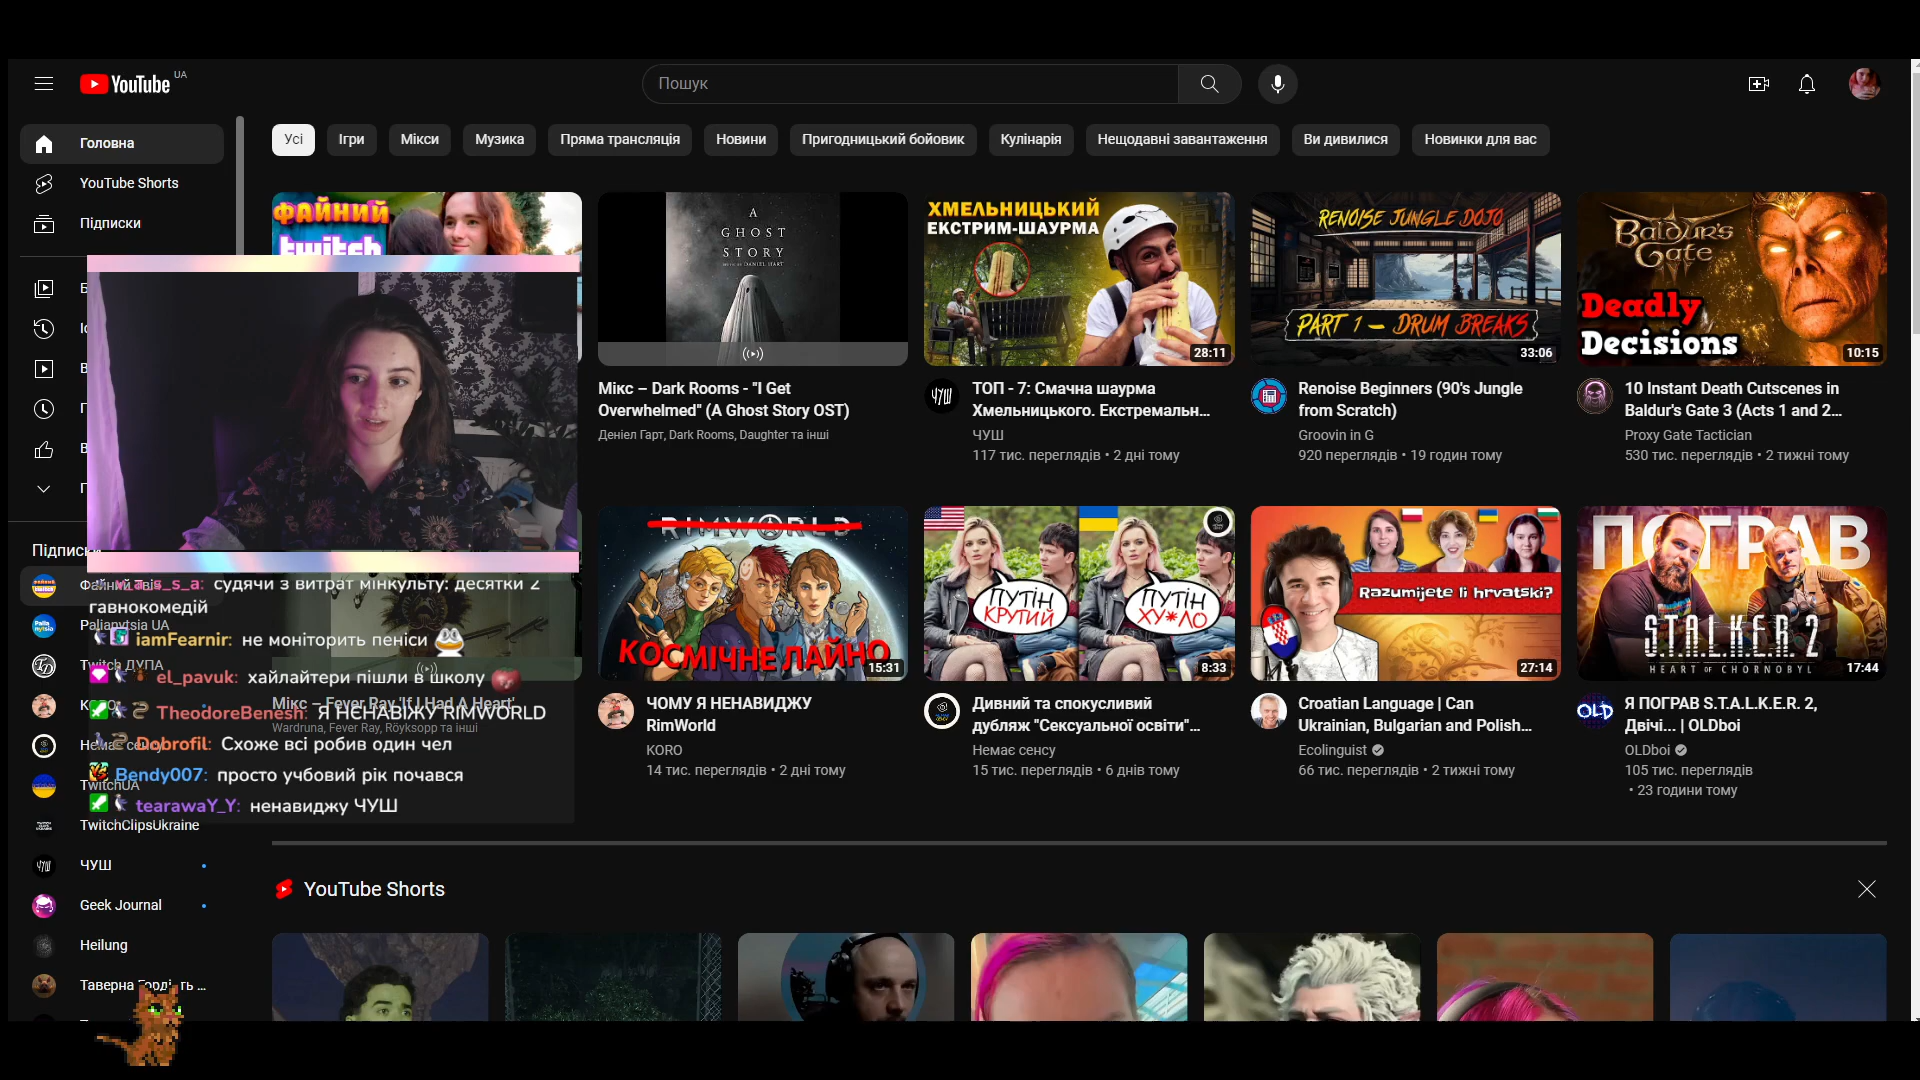 YouTube UA
Пошук
Головна
YouTube Shorts
Підписки
Усі
Ігри
Мікси
Музика
Пряма трансляція
Новини
Пригодницький бойовик
Кулінарія
Нещодавні завантаження
Ви дивилися
Новинки для вас
ФАЙНИЙ
twitch
A
GHOST
STORY
Мікс – Dark Rooms - "I Get
Overwhelmed" (A Ghost Story OST)
Деніел Гарт, Dark Rooms, Daughter та інші
ХМЕЛЬНИЦЬКИЙ
ЕКСТРИМ-ШАУРМА
28:11
ТОП - 7: Смачна шаурма
Хмельницького. Екстремальн...
ЧУШ
117 тис. переглядів • 2 дні тому
RENOISE JUNGLE DOJO
PART 1 – DRUM BREAKS
33:06
Renoise Beginners (90's Jungle
from Scratch)
Groovin in G
920 переглядів • 19 годин тому
BALDUR'S
GATE
Deadly
Decisions
10:15
10 Instant Death Cutscenes in
Baldur's Gate 3 (Acts 1 and 2...
Proxy Gate Tactician
530 тис. переглядів • 2 тижні тому
Мікс – Fever Ray 'If I Had A Heart'
Wardruna, Fever Ray, Röyksopp та інші
RIMWORLD
КОСМІЧНЕ ЛАЙНО
15:31
ЧОМУ Я НЕНАВИДЖУ
RimWorld
KORO
14 тис. переглядів • 2 дні тому
ПУТІН
КРУТИЙ
ПУТІН
ХУ*ЛО
8:33
Дивний та спокусливий
дубляж "Сексуальної освіти"...
Немає сенсу
15 тис. переглядів • 6 днів тому
Razumijete li hrvatski?
27:14
Croatian Language | Can
Ukrainian, Bulgarian and Polish...
Ecolinguist
66 тис. переглядів • 2 тижні тому
ПОГРАВ
S.T.A.L.K.E.R. 2
HEART OF CHORNOBYL
17:44
OLD
Я ПОГРАВ S.T.A.L.K.E.R. 2,
Двічі... | OLDboi
OLDboi
105 тис. переглядів
• 23 години тому
Підписки
Файний Твіч
Palianytsia UA
Twitch ДУПА
Немає сенсу
TwitchUA
TwitchClipsUkraine
ЧУШ
Geek Journal
Heilung
Таверна
судячи з витрат мінкульту: десятки 2
гавнокомедій
iamFearnir: не моніторить пеніси
el_pavuk: хайлайтери пішли в школу
TheodoreBenesh: Я НЕНАВІЖУ RIMWORLD
Dobrofil: Схоже всі робив один чел
Bendy007: просто учбовий рік почався
tearawaY_Y: ненавиджу ЧУШ
YouTube Shorts